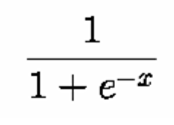 1
1 + e^{-x}